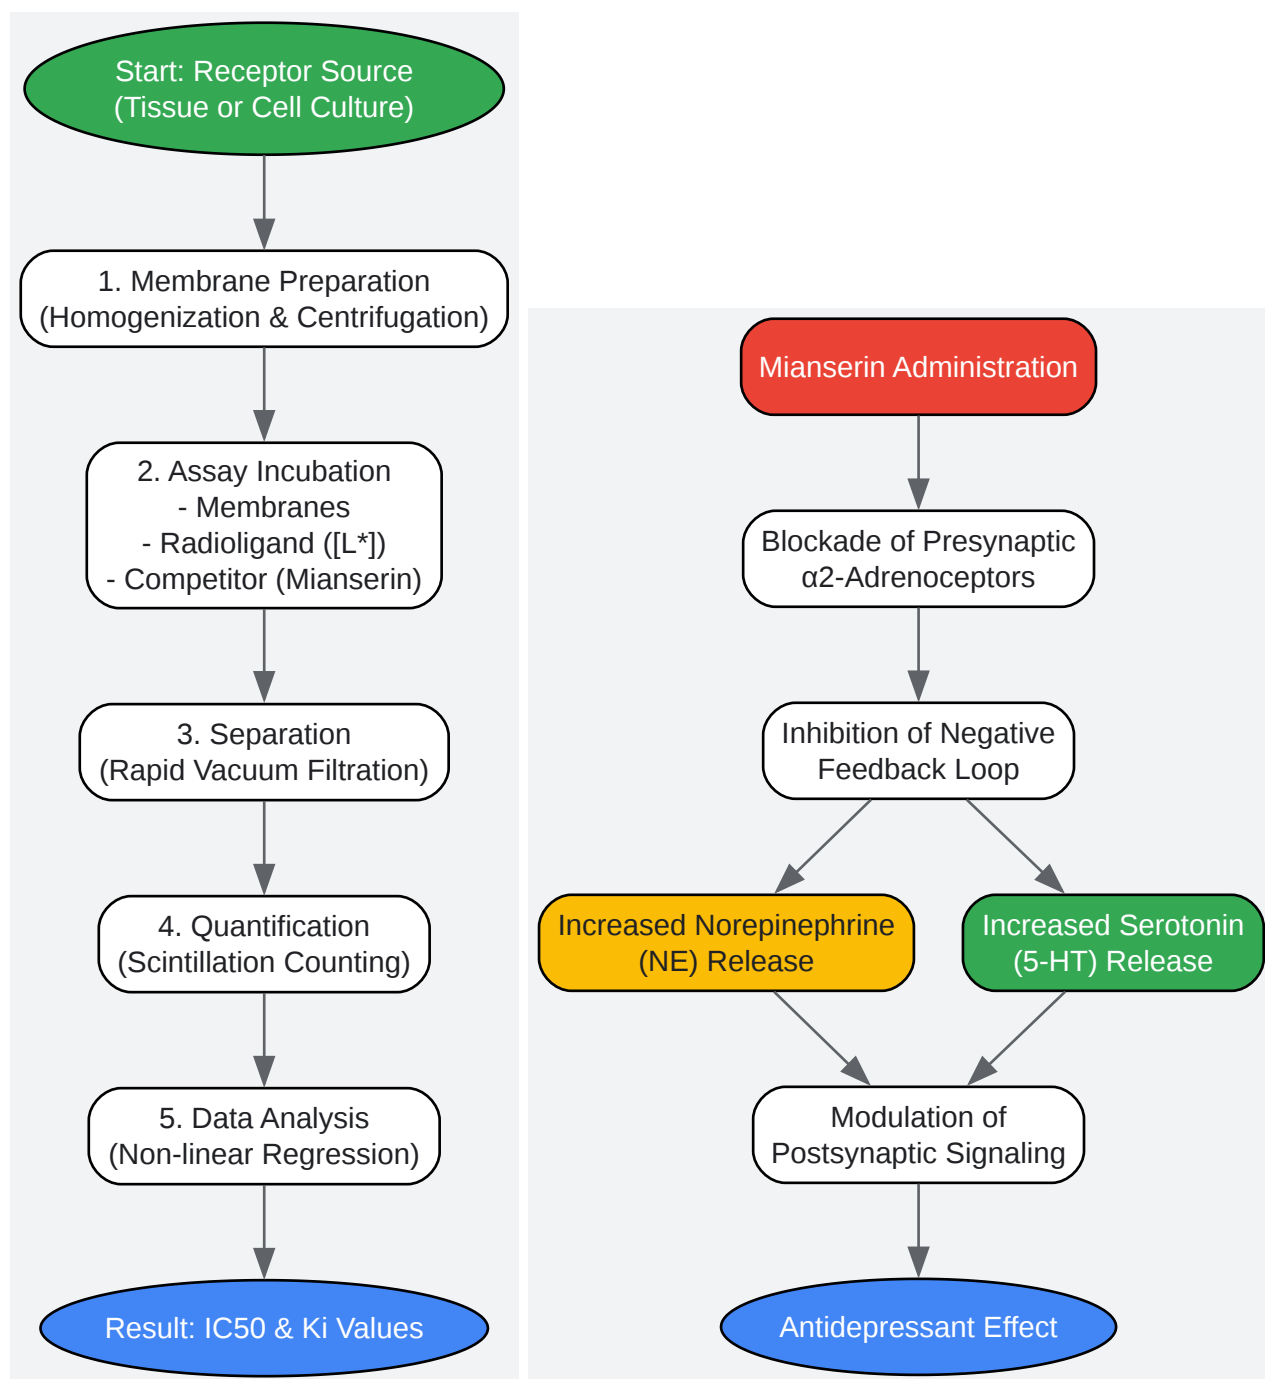 Start: Receptor Source
(Tissue or Cell Culture)
1. Membrane Preparation
(Homogenization & Centrifugation)
2. Assay Incubation
- Membranes
- Radioligand ([L*])
- Competitor (Mianserin)
3. Separation
(Rapid Vacuum Filtration)
4. Quantification
(Scintillation Counting)
5. Data Analysis
(Non-linear Regression)
Result: IC50 & Ki Values
Mianserin Administration
Blockade of Presynaptic
α2-Adrenoceptors
Inhibition of Negative
Feedback Loop
Increased Norepinephrine
(NE) Release
Increased Serotonin
(5-HT) Release
Modulation of
Postsynaptic Signaling
Antidepressant Effect